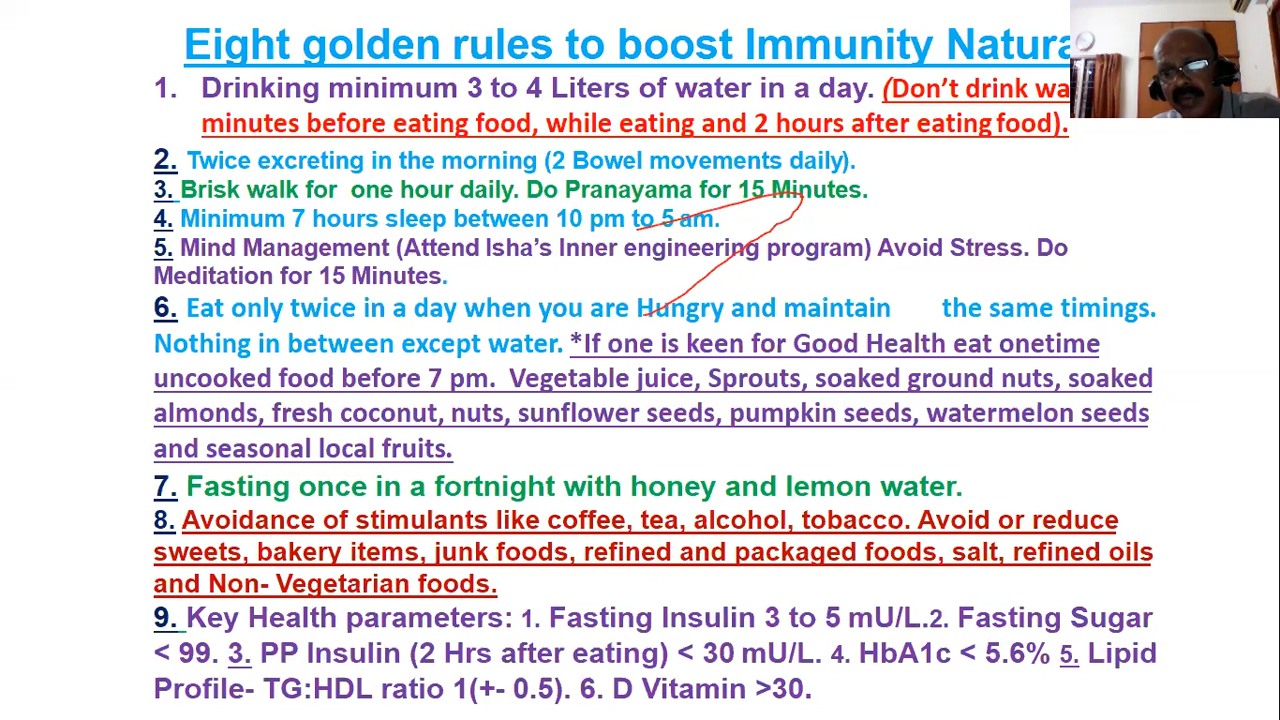 Eight golden rules to boost Immunity
1. Drinking minimum 3 to 4 Liters of water in a day. (Don't drink
minutes before eating food, while eating and 2 hours after eating food).
2. Twice excreting in the morning (2 Bowel movements daily).
3. Brisk walk for one hour daily. Do Pranayama for 15 Minutes.
4. Minimum 7 hours sleep between 10 pm to 5 am.
5. Mind Management (Attend Isha's Inner engineering program) Avoid Stress. Do
Meditation for 15 Minutes.
6. Eat only twice in a day when you are Hungry and maintain the same timings.
Nothing in between except water. *If one is keen for Good Health eat onetime
uncooked food before 7 pm. Vegetable juice, Sprouts, soaked ground nuts, soaked
almonds, fresh coconut, nuts, sunflower seeds, pumpkin seeds, watermelon seeds
and seasonal local fruits.
7. Fasting once in a fortnight with honey and lemon water.
8. Avoidance of stimulants like coffee, tea, alcohol, tobacco. Avoid or reduce
sweets, bakery items, junk foods, refined and packaged foods, salt, refined oils
and Non- Vegetarian foods.
9. Key Health parameters: 1. Fasting Insulin 3 to 5 mU/L.2. Fasting Sugar
< 99. 3. PP Insulin (2 Hrs after eating) < 30 mU/L. 4. HbA1c < 5.6% 5. Lipid
Profile- TG:HDL ratio 1(+- 0.5). 6. D Vitamin >30.